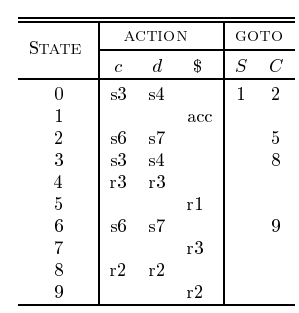 STATE ACTION GOTO
c d $ S C
0 s3 s4 1 2
1 acc
2 s6 s7 5
3 s3 s4 8
4 r3 r3
5 r1
6 s6 s7 9
7 r3
8 r2 r2
9 r2